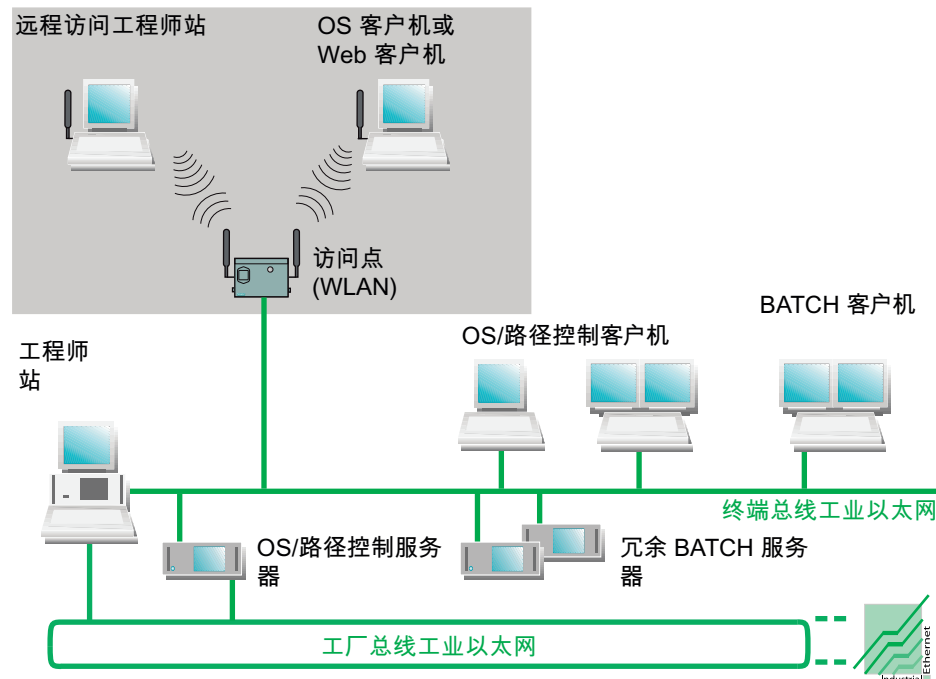 远程访问工程师站
OS 客户机或
Web 客户机
访问点
(WLAN)
BATCH 客户机
OS/路径控制客户机
工程师
站
终端总线工业以太网
OS/路径控制服务
器
冗余 BATCH 服务
器
工厂总线工业以太网
Industrial
Ethernet